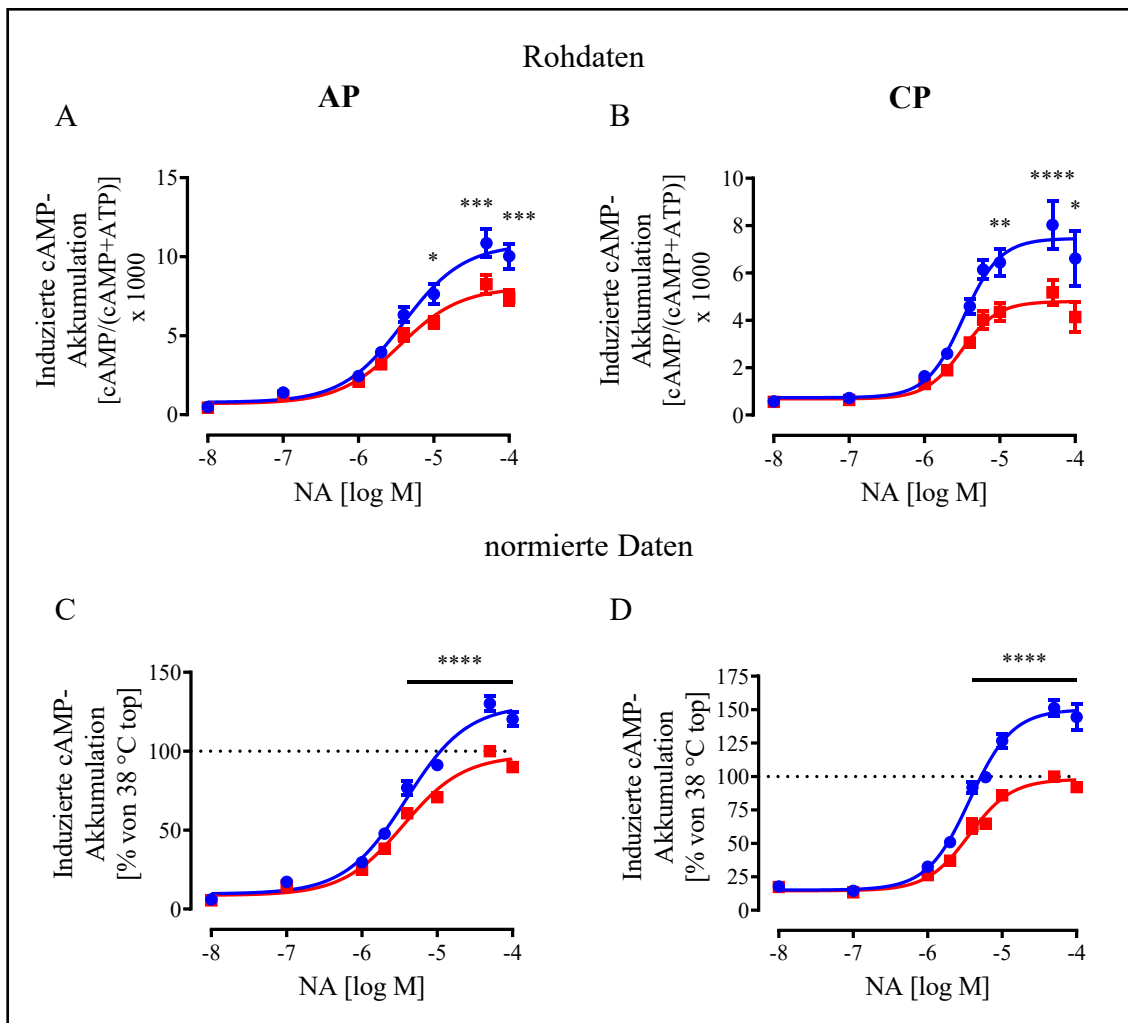 Rohdaten
AP
CP
A
B
Induzierte cAMP-
Akkumulation
[cAMP/(cAMP+ATP)]
x 1000
15
10
5
0
*
***
***
-8 -7 -6 -5 -4
NA [log M]
Induzierte cAMP-
Akkumulation
[cAMP/(cAMP+ATP)]
x 1000
10
8
6
4
2
0
**
****
*
-8 -7 -6 -5 -4
NA [log M]
normierte Daten
C
D
Induzierte cAMP-
Akkumulation
[% von 38 °C top]
150
100
50
0
****
-8 -7 -6 -5 -4
NA [log M]
Induzierte cAMP-
Akkumulation
[% von 38 °C top]
175
150
125
100
75
50
25
0
****
-8 -7 -6 -5 -4
NA [log M]